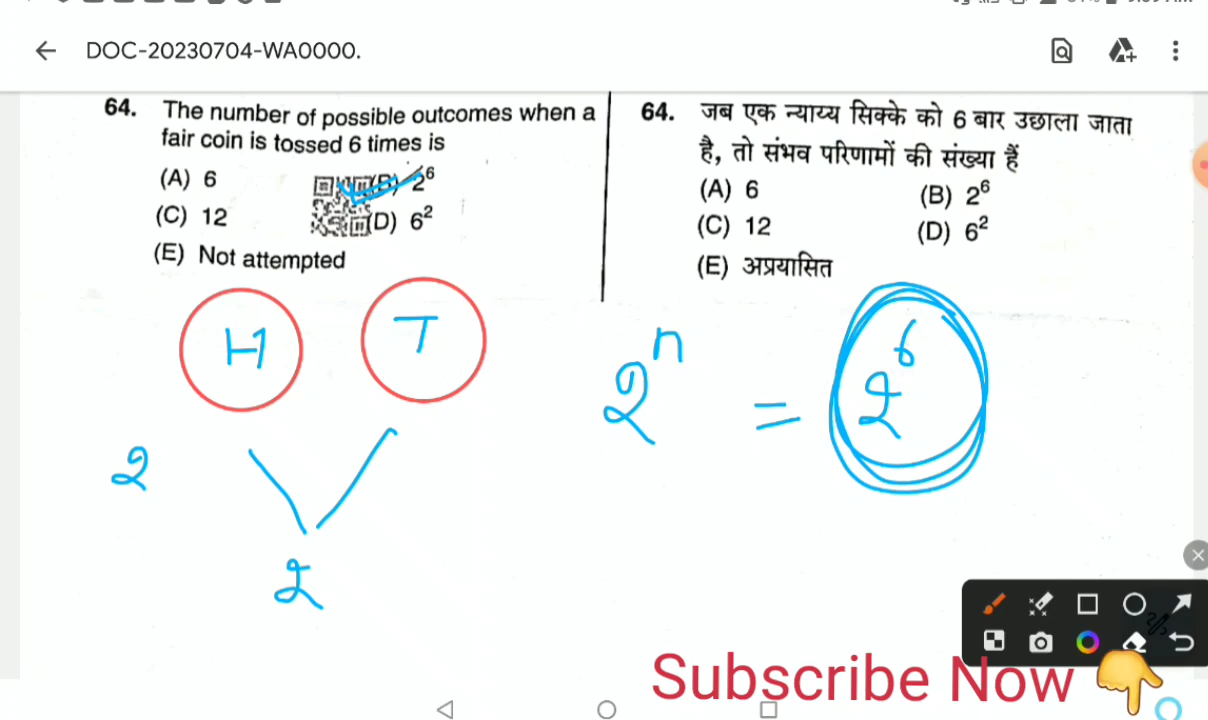 DOC-20230704-WA0000.
64. The number of possible outcomes when a
fair coin is tossed 6 times is
(A) 6 (B) 2⁶
(C) 12 (D) 6²
(E) Not attempted
64. जब एक न्याय्य सिक्के को 6 बार उछाला जाता
है, तो संभव परिणामों की संख्या हैं
(A) 6 (B) 2⁶
(C) 12 (D) 6²
(E) अप्रयासित
H T
2ⁿ = 2⁶
2
2
Subscribe Now